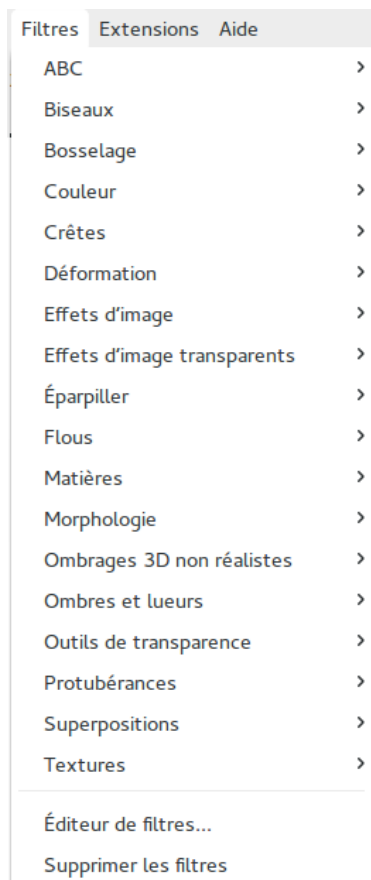 Filtres Extensions Aide
ABC
Biseaux
Bosselage
Couleur
Crêtes
Déformation
Effets d’image
Effets d’image transparents
Éparpiller
Flous
Matières
Morphologie
Ombrages 3D non réalistes
Ombres et lueurs
Outils de transparence
Protubérances
Superpositions
Textures
Éditeur de filtres...
Supprimer les filtres